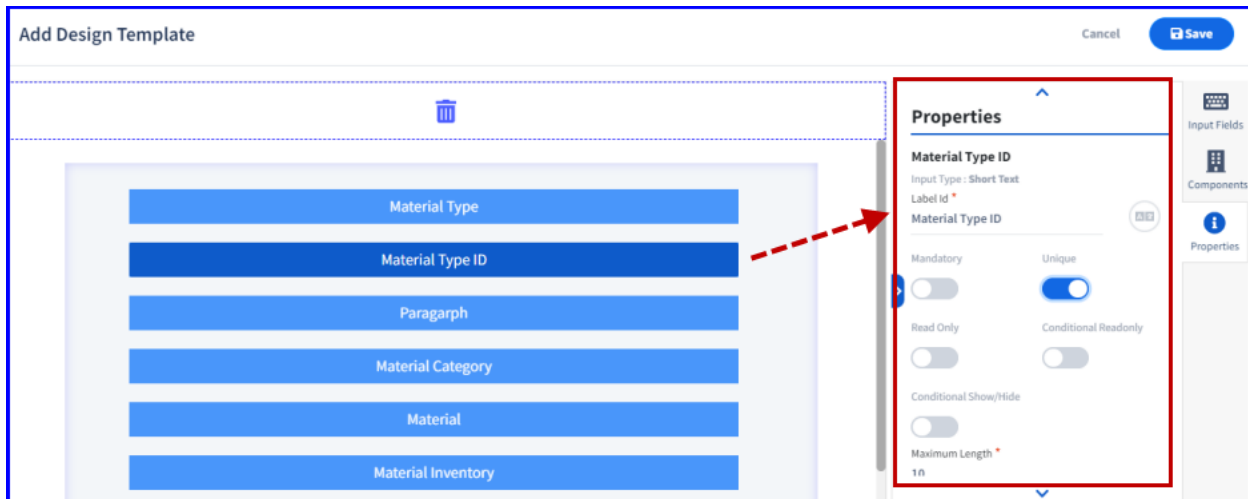 Add Design Template
Cancel
Save
Material Type
Material Type ID
Paragarph
Material Category
Material
Material Inventory
Properties
Material Type ID
Input Type : Short Text
Label Id *
Material Type ID
Mandatory Unique
Read Only Conditional Readonly
Conditional Show/Hide
Maximum Length *
10
Input Fields
Components
Properties